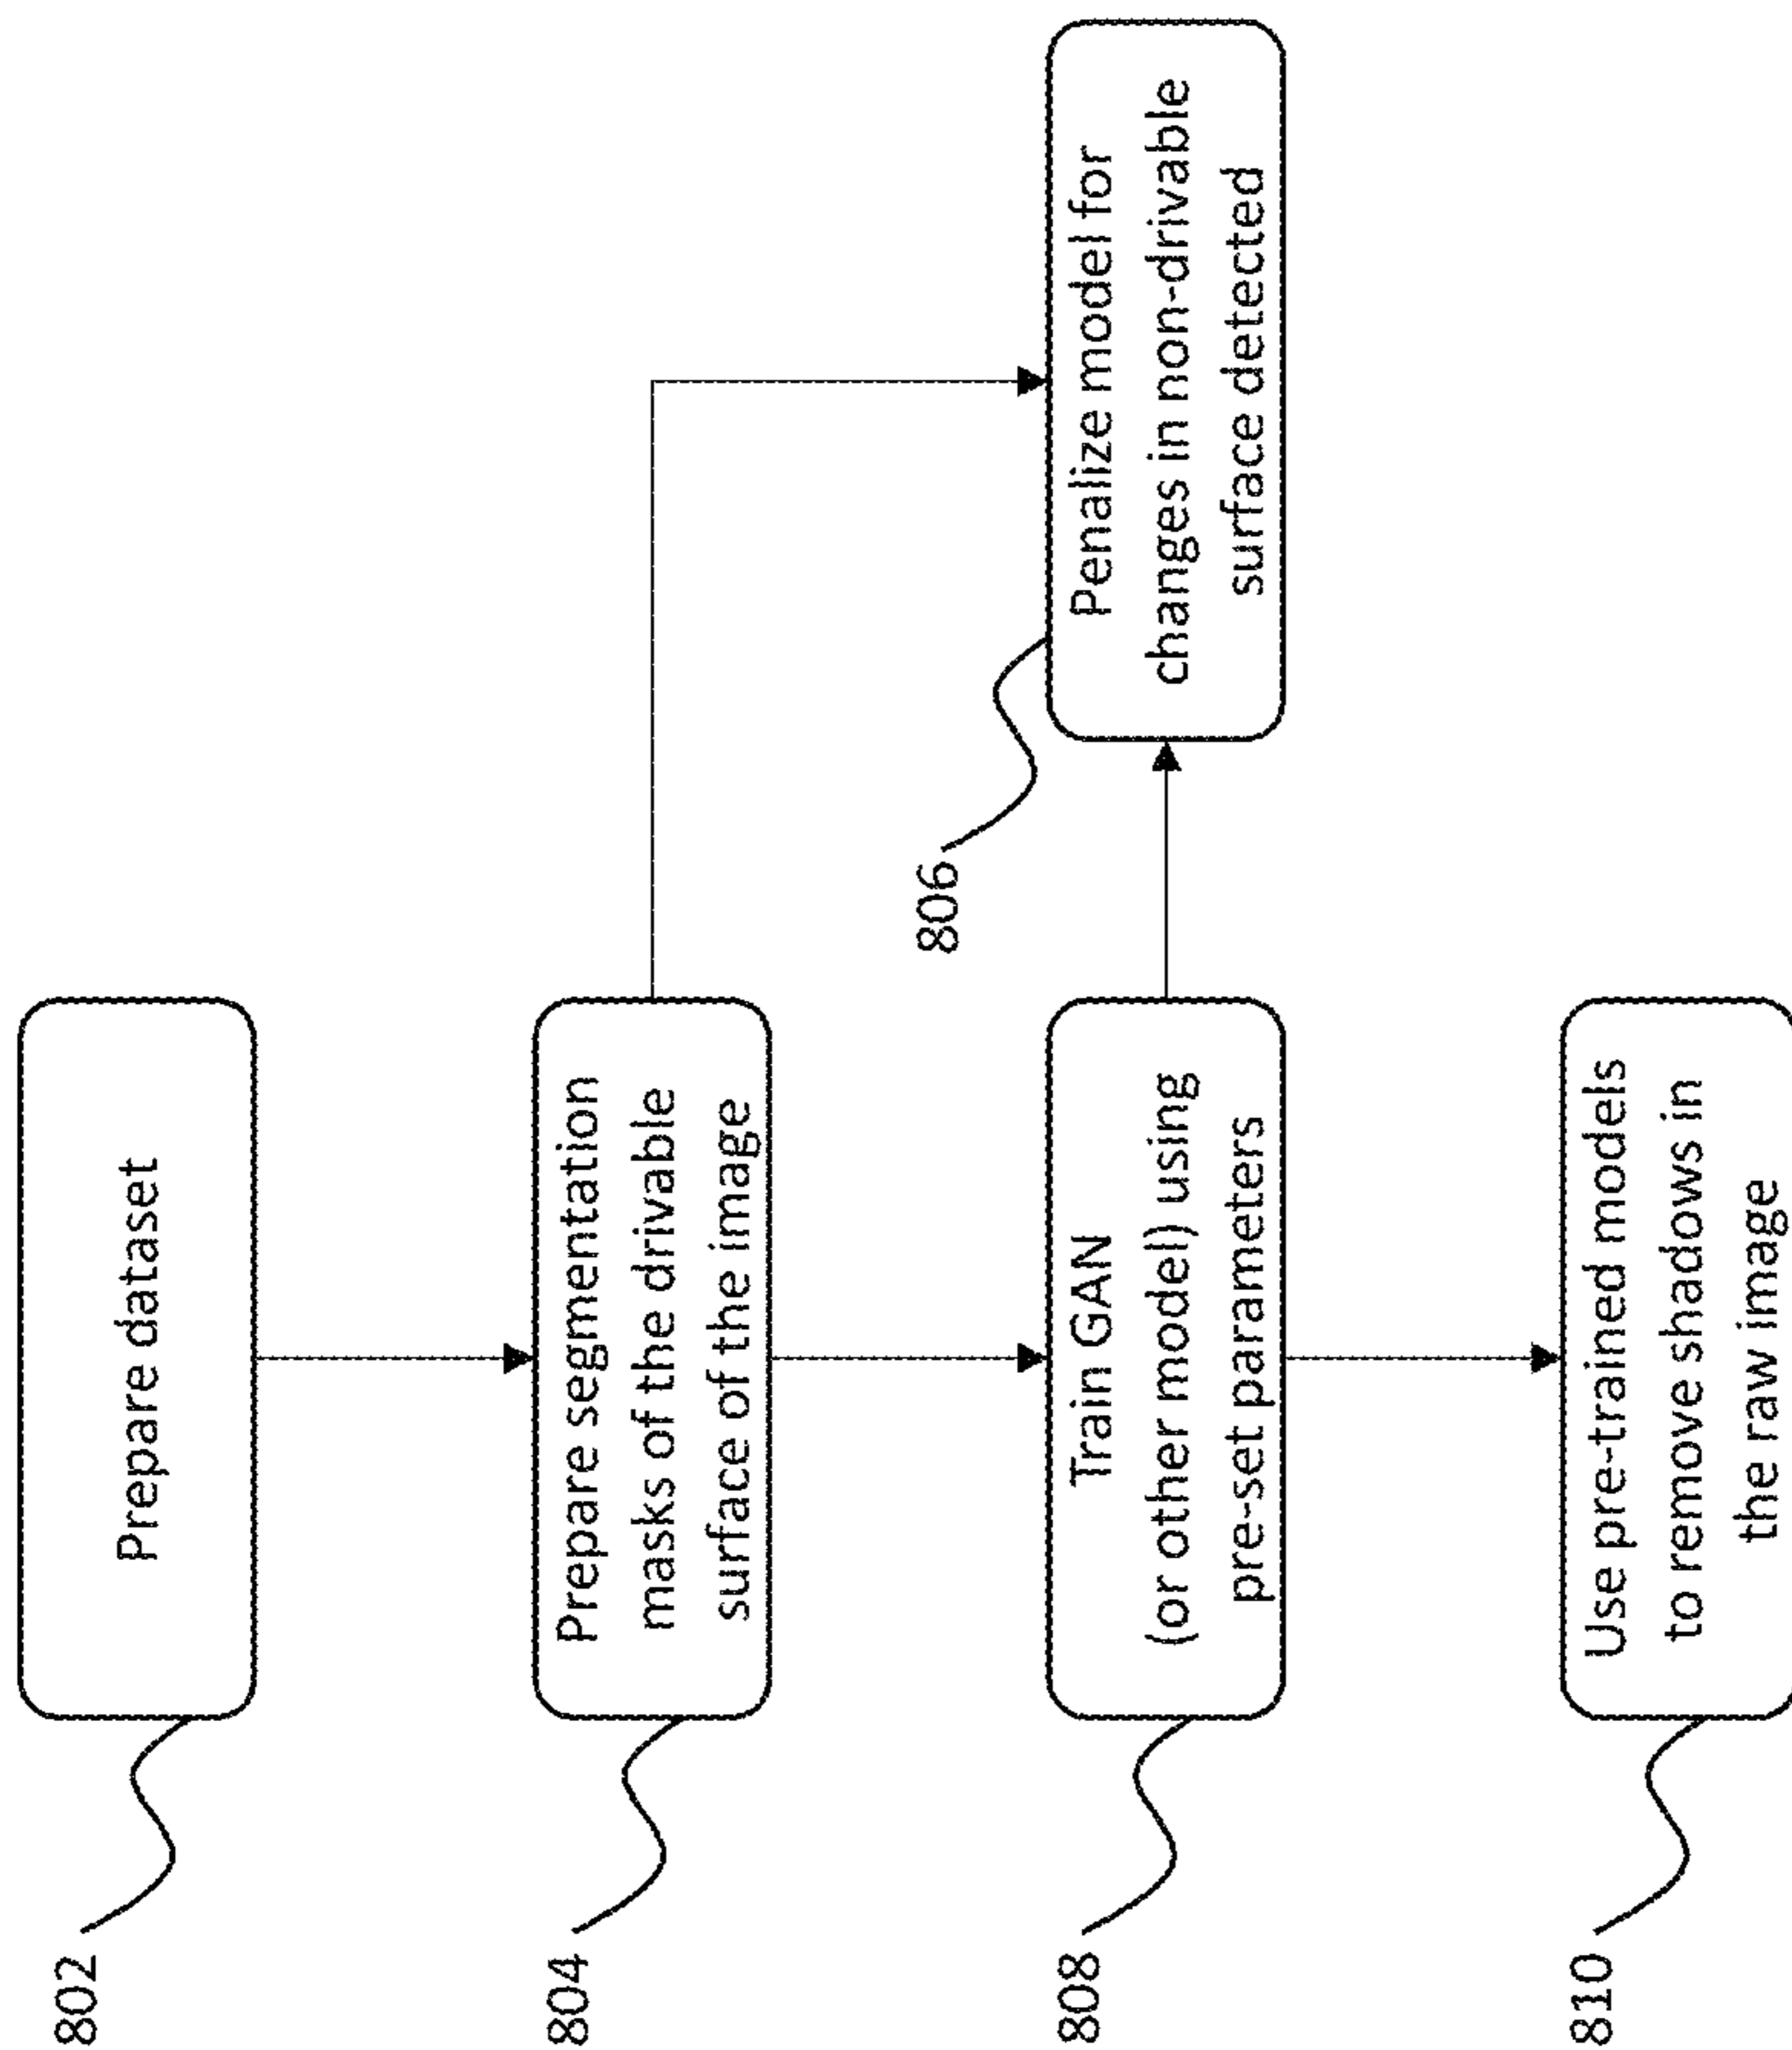 802
Prepare dataset
804
Prepare segmentation
masks of the drivable
surface of the image
806
Penalize model for
changes in non-drivable
surface detected
808
Train GAN
(or other model) using
pre-set parameters
810
Use pre-trained models
to remove shadows in
the raw image